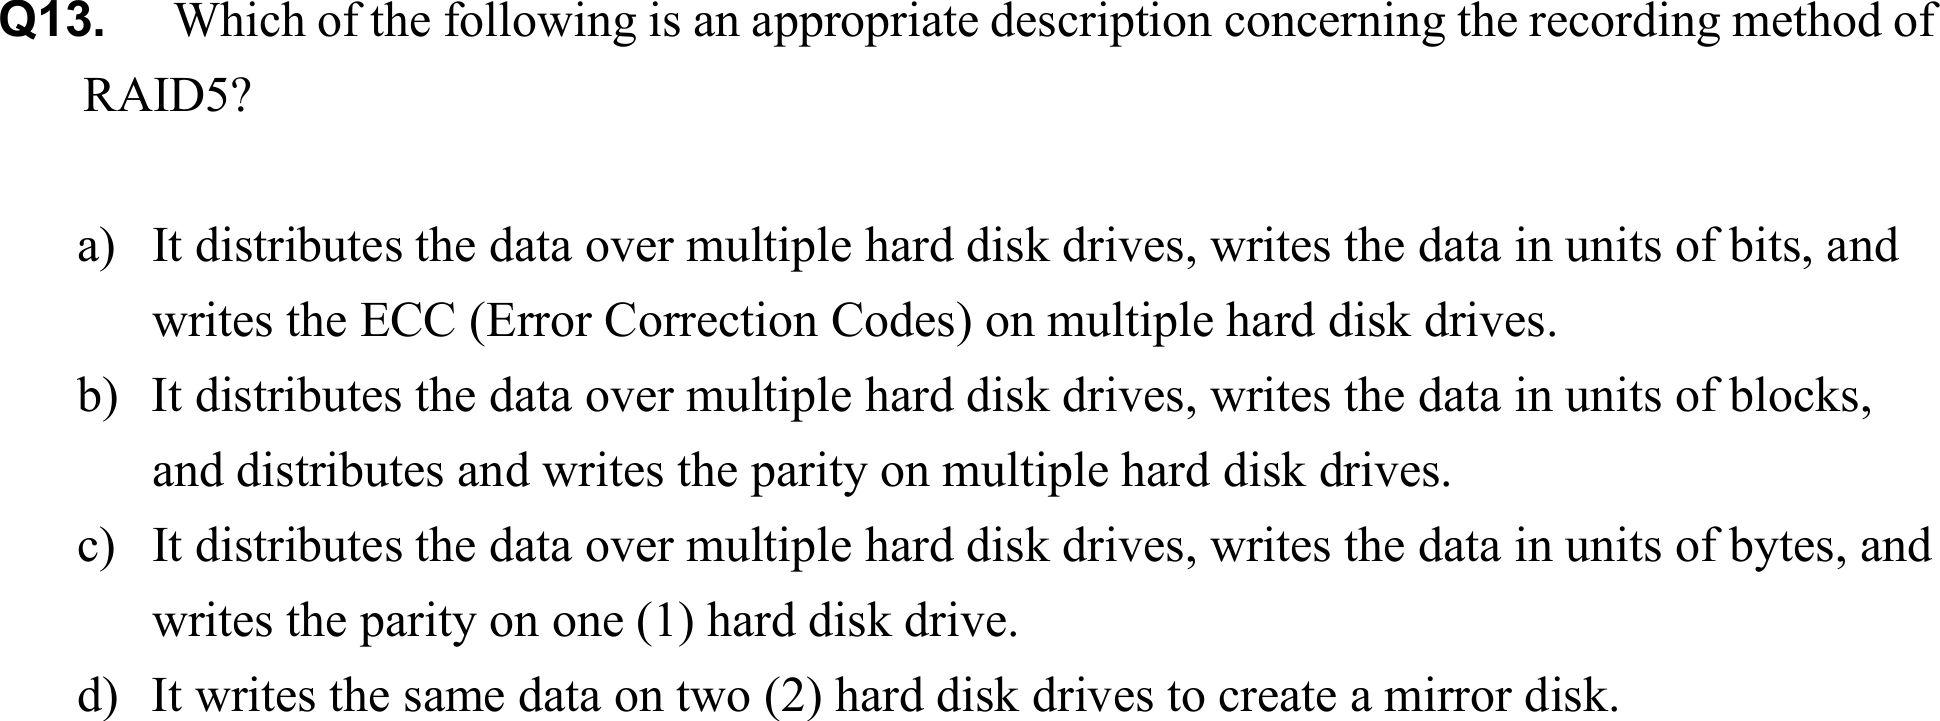 Q13. Which of the following is an appropriate description concerning the recording method of
RAID5?
a) It distributes the data over multiple hard disk drives, writes the data in units of bits, and
writes the ECC (Error Correction Codes) on multiple hard disk drives.
b) It distributes the data over multiple hard disk drives, writes the data in units of blocks,
and distributes and writes the parity on multiple hard disk drives.
c) It distributes the data over multiple hard disk drives, writes the data in units of bytes, and
writes the parity on one (1) hard disk drive.
d) It writes the same data on two (2) hard disk drives to create a mirror disk.